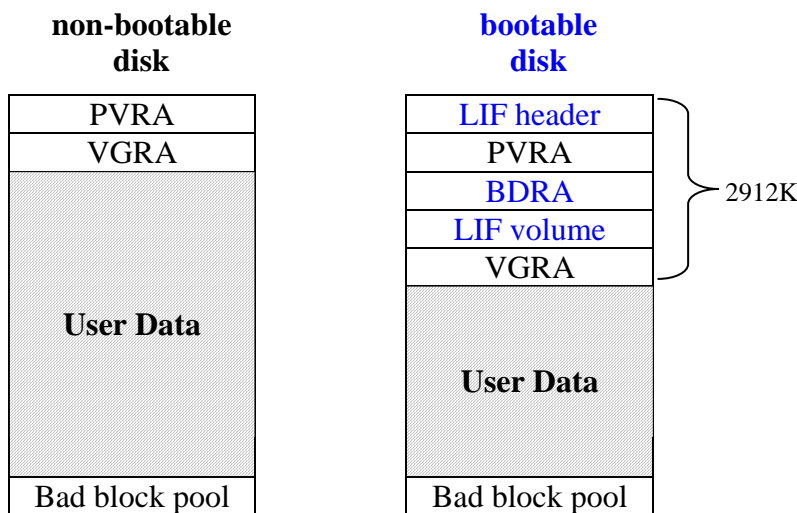 non-bootable
disk
PVRA
VGRA
User Data
Bad block pool
bootable
disk
LIF header
PVRA
BDRA
LIF volume
VGRA
2912K
User Data
Bad block pool